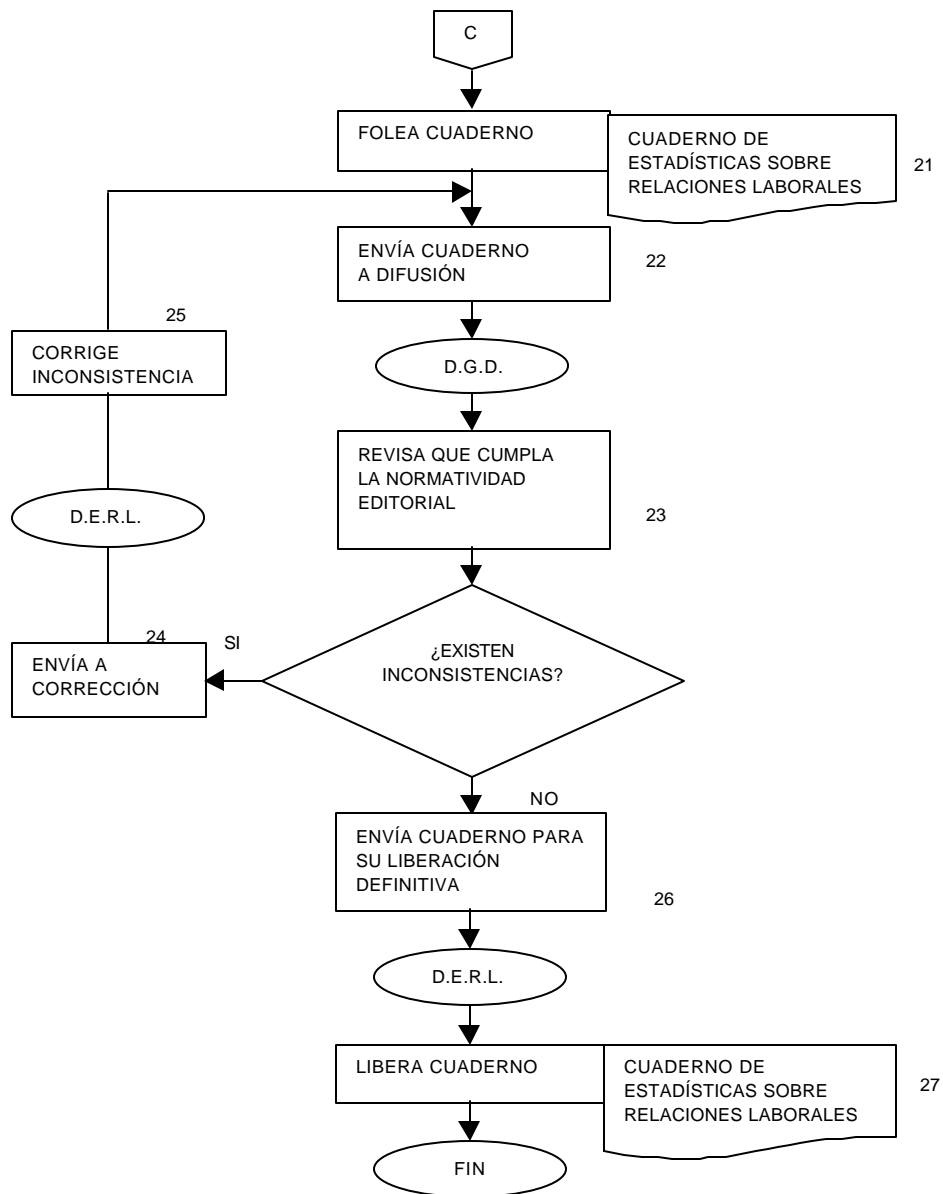 C
FOLEA CUADERNO
CUADERNO DE
ESTADÍSTICAS SOBRE
RELACIONES LABORALES
21
ENVÍA CUADERNO
A DIFUSIÓN
22
25
CORRIGE
INCONSISTENCIA
D.G.D.
REVISA QUE CUMPLA
LA NORMATIVIDAD
EDITORIAL
23
D.E.R.L.
24
SI
ENVÍA A
CORRECCIÓN
¿EXISTEN
INCONSISTENCIAS?
NO
ENVÍA CUADERNO PARA
SU LIBERACIÓN
DEFINITIVA
26
D.E.R.L.
LIBERA CUADERNO
CUADERNO DE
ESTADÍSTICAS SOBRE
RELACIONES LABORALES
27
FIN